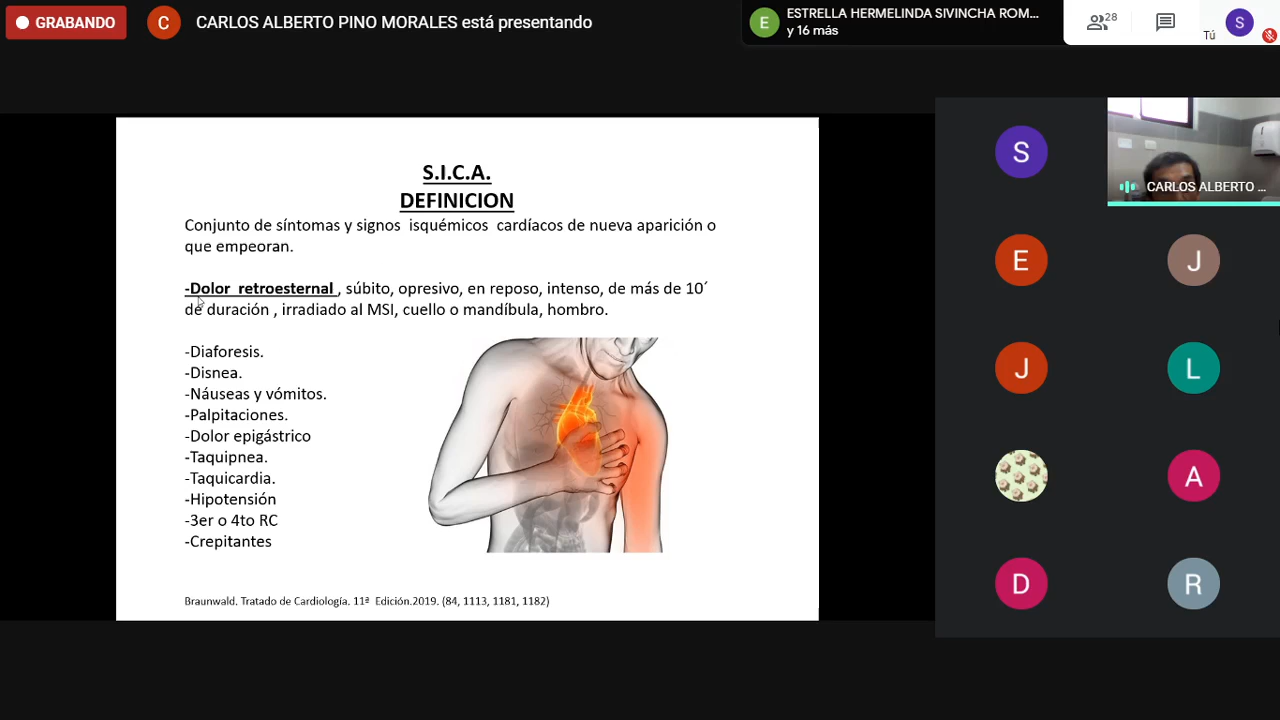 GRABANDO
C
CARLOS ALBERTO PINO MORALES está presentando
E
ESTRELLA HERMELINDA SIVINCHA ROM...
y 16 más
28
Tú
S
S.I.C.A.
DEFINICION
Conjunto de síntomas y signos isquémicos cardíacos de nueva aparición o
que empeoran.
-Dolor retroesternal , súbito, opresivo, en reposo, intenso, de más de 10´
de duración , irradiado al MSI, cuello o mandíbula, hombro.
-Diaforesis.
-Disnea.
-Náuseas y vómitos.
-Palpitaciones.
-Dolor epigástrico
-Taquipnea.
-Taquicardia.
-Hipotensión
-3er o 4to RC
-Crepitantes
Braunwald. Tratado de Cardiología. 11ª Edición.2019. (84, 1113, 1181, 1182)
S
CARLOS ALBERTO ...
E
J
J
L
A
D
R